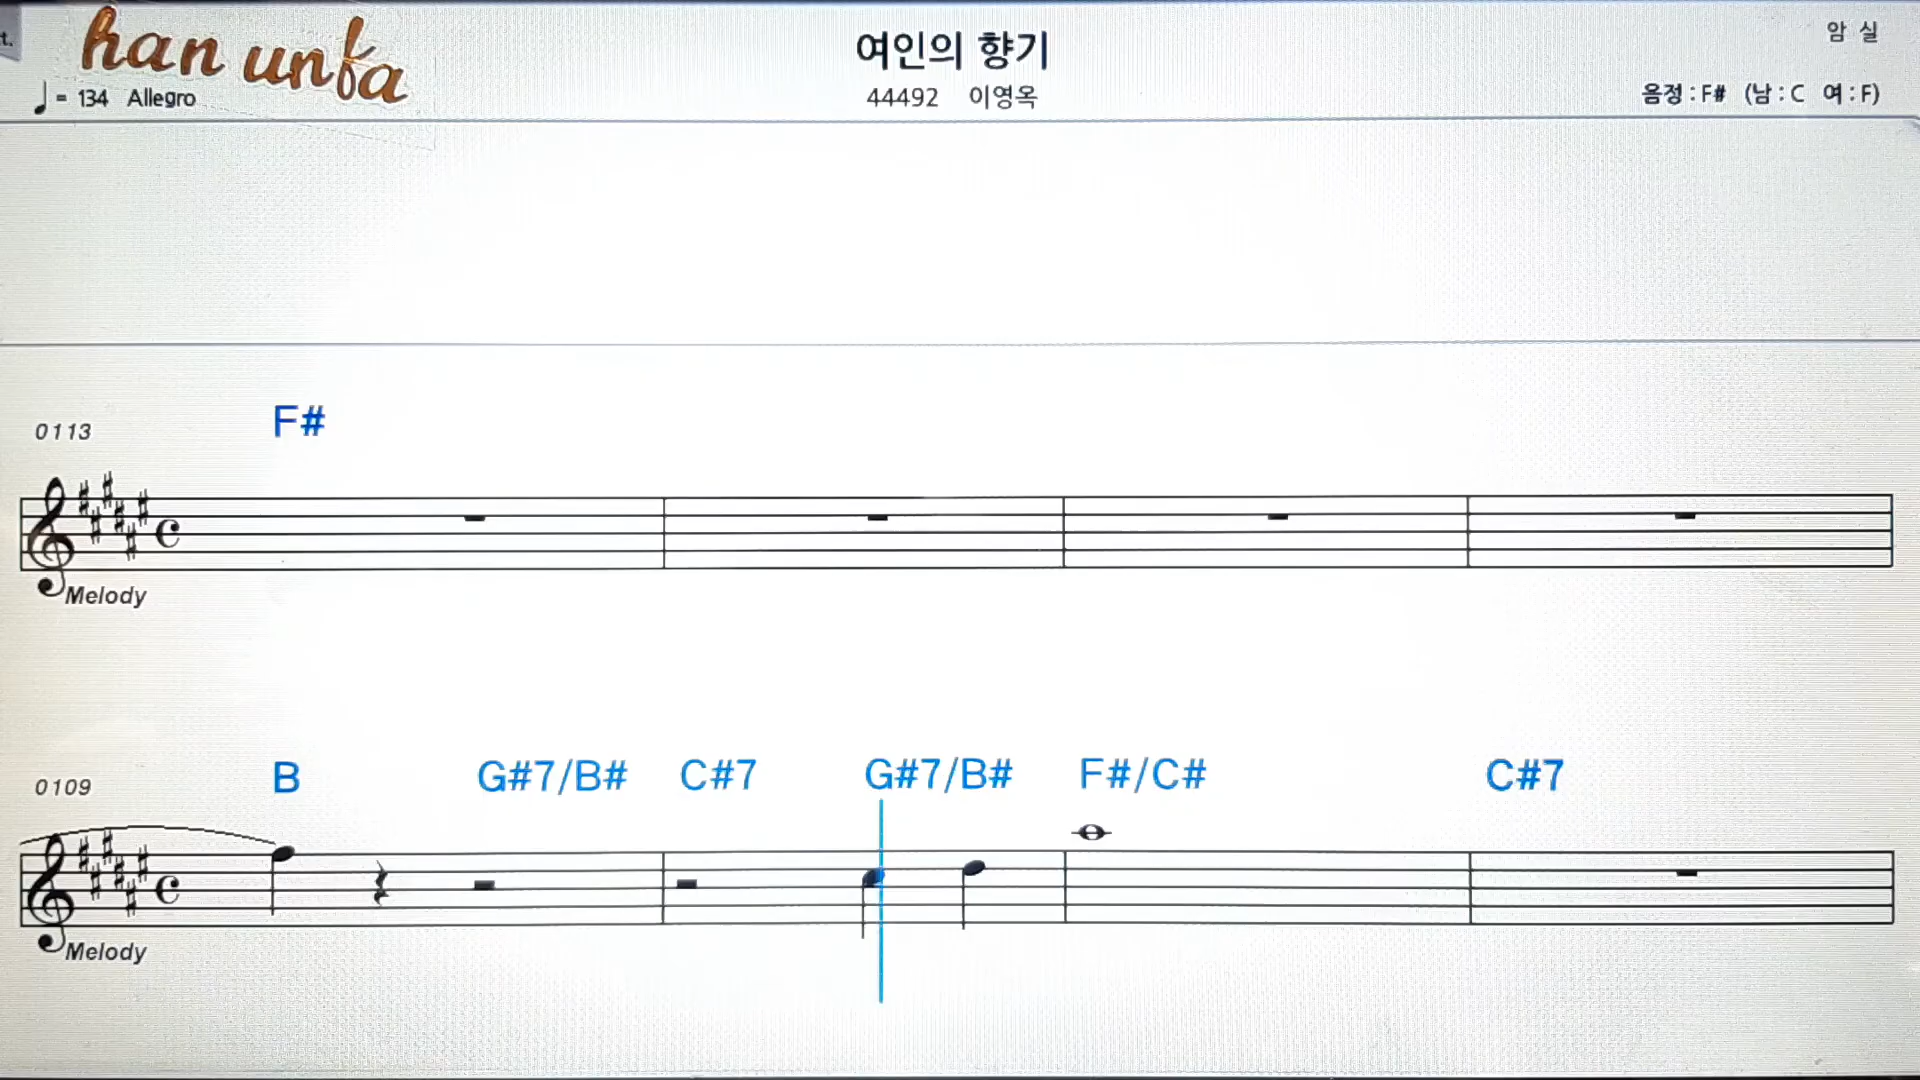 t.
han unfa
여인의 향기
암 실
♩= 134 Allegro
44492 이영옥
음정 : F# (남 : C 여 : F)
0113
F#
Melody
0109
B G#7/B# C#7 G#7/B# F#/C# C#7
Melody